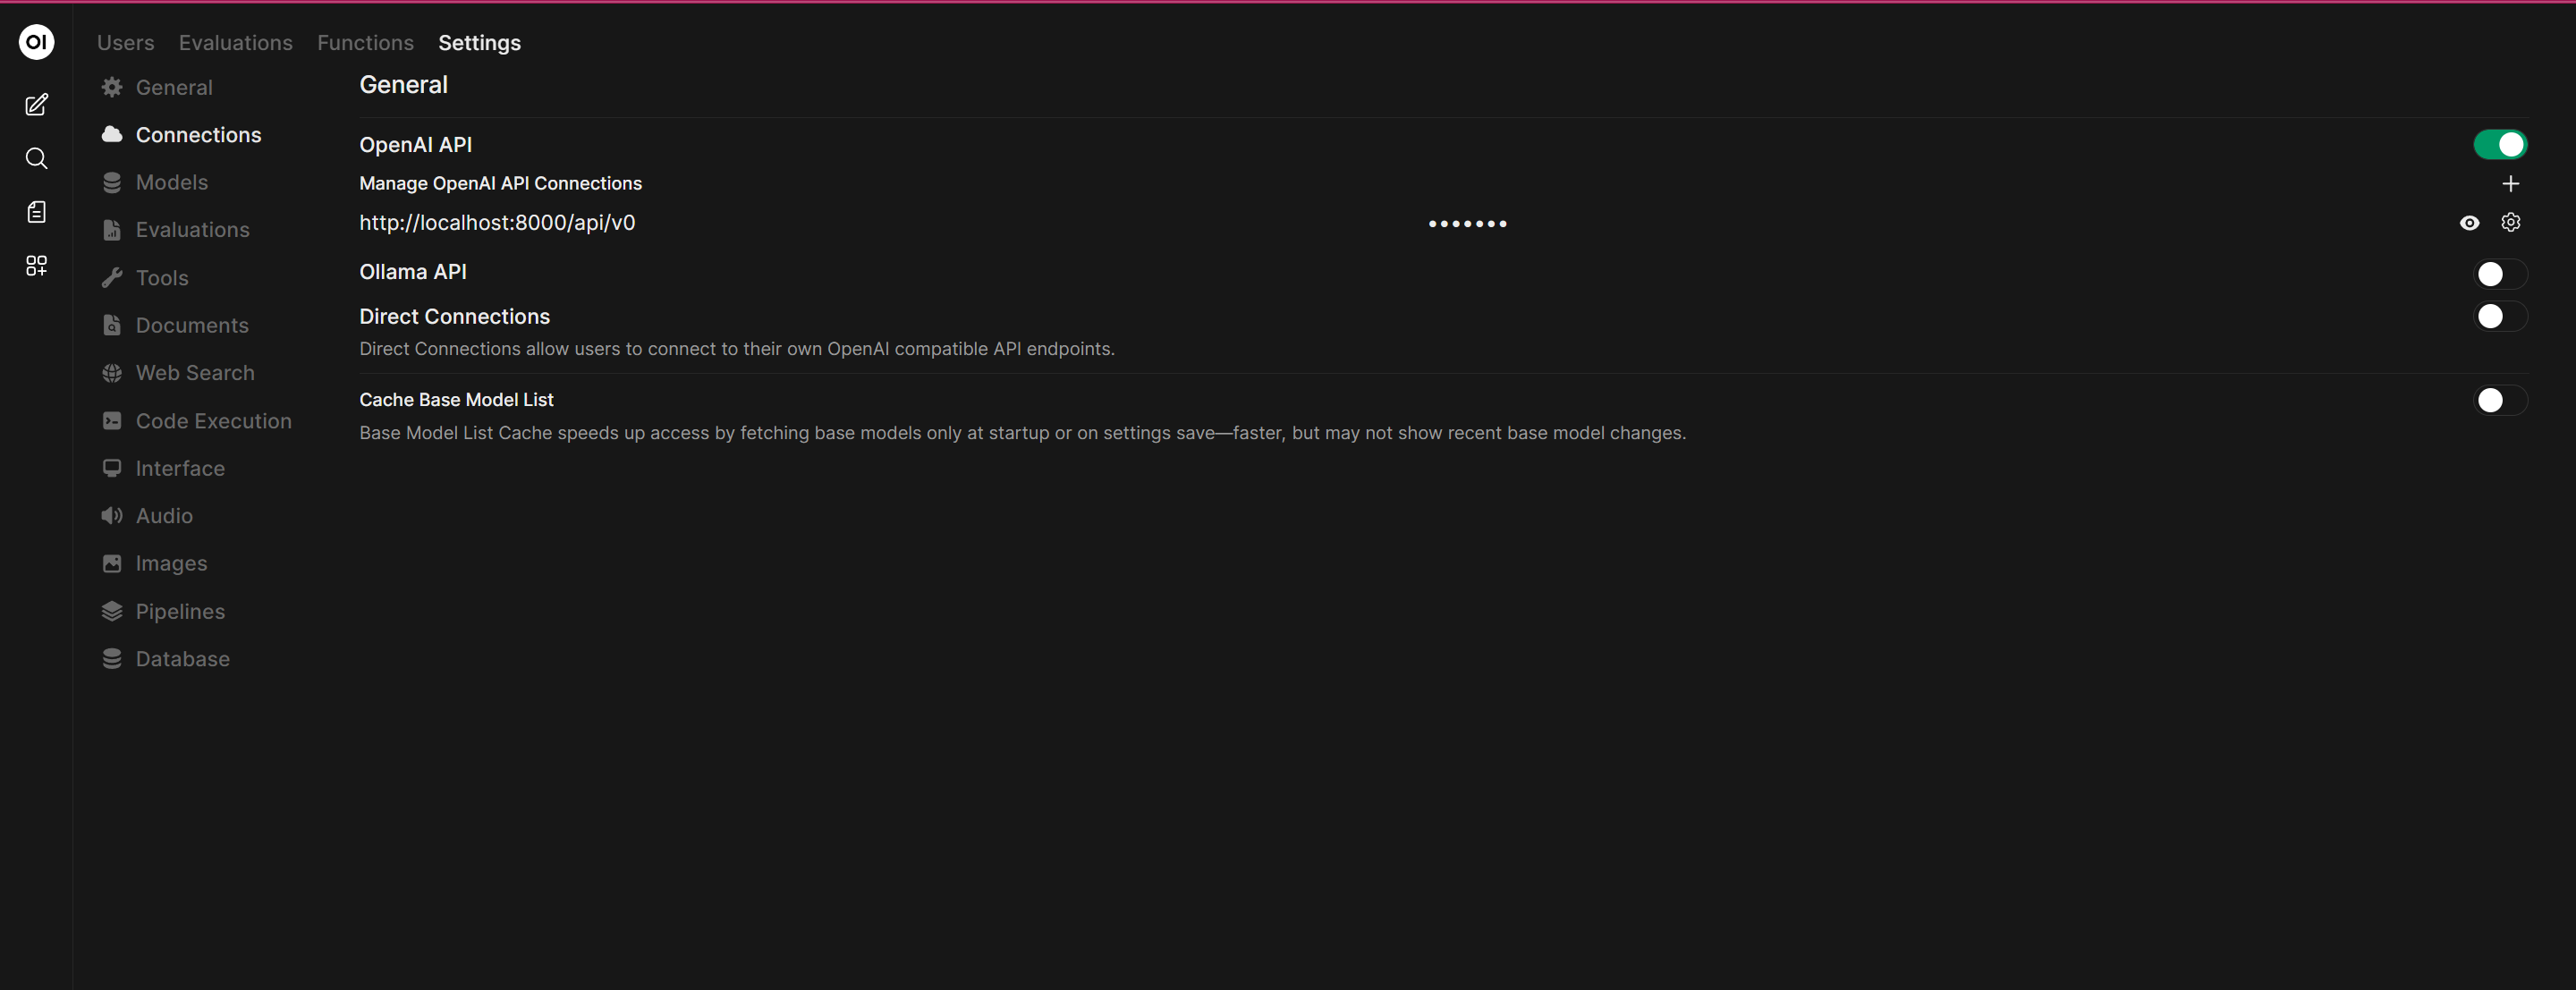 OI
Users Evaluations Functions Settings
General
Connections
Models
Evaluations
Tools
Documents
Web Search
Code Execution
Interface
Audio
Images
Pipelines
Database
General
OpenAI API
Manage OpenAI API Connections
http://localhost:8000/api/v0 •••••••
Ollama API
Direct Connections
Direct Connections allow users to connect to their own OpenAI compatible API endpoints.
Cache Base Model List
Base Model List Cache speeds up access by fetching base models only at startup or on settings save—faster, but may not show recent base model changes.